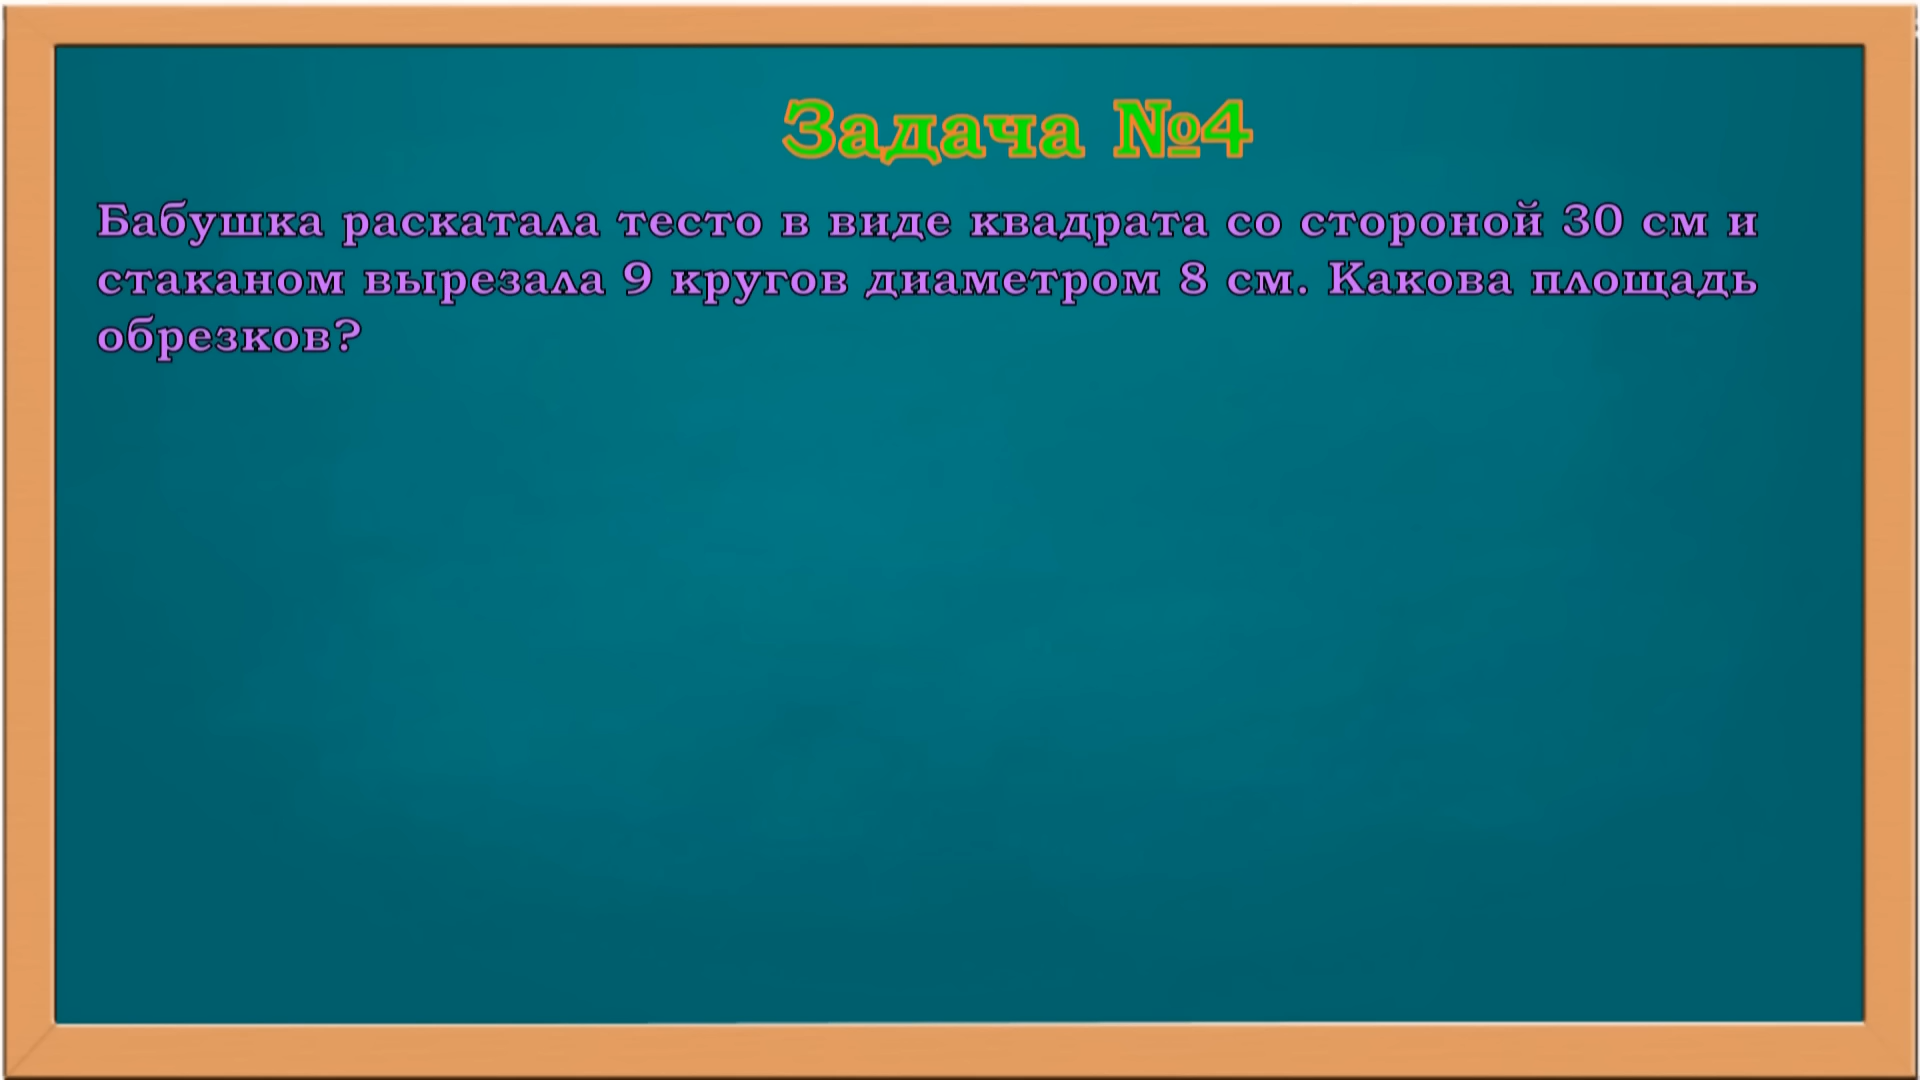 Задача №4
Бабушка раскатала тесто в виде квадрата со стороной 30 см и
стаканом вырезала 9 кругов диаметром 8 см. Какова площадь
обрезков?